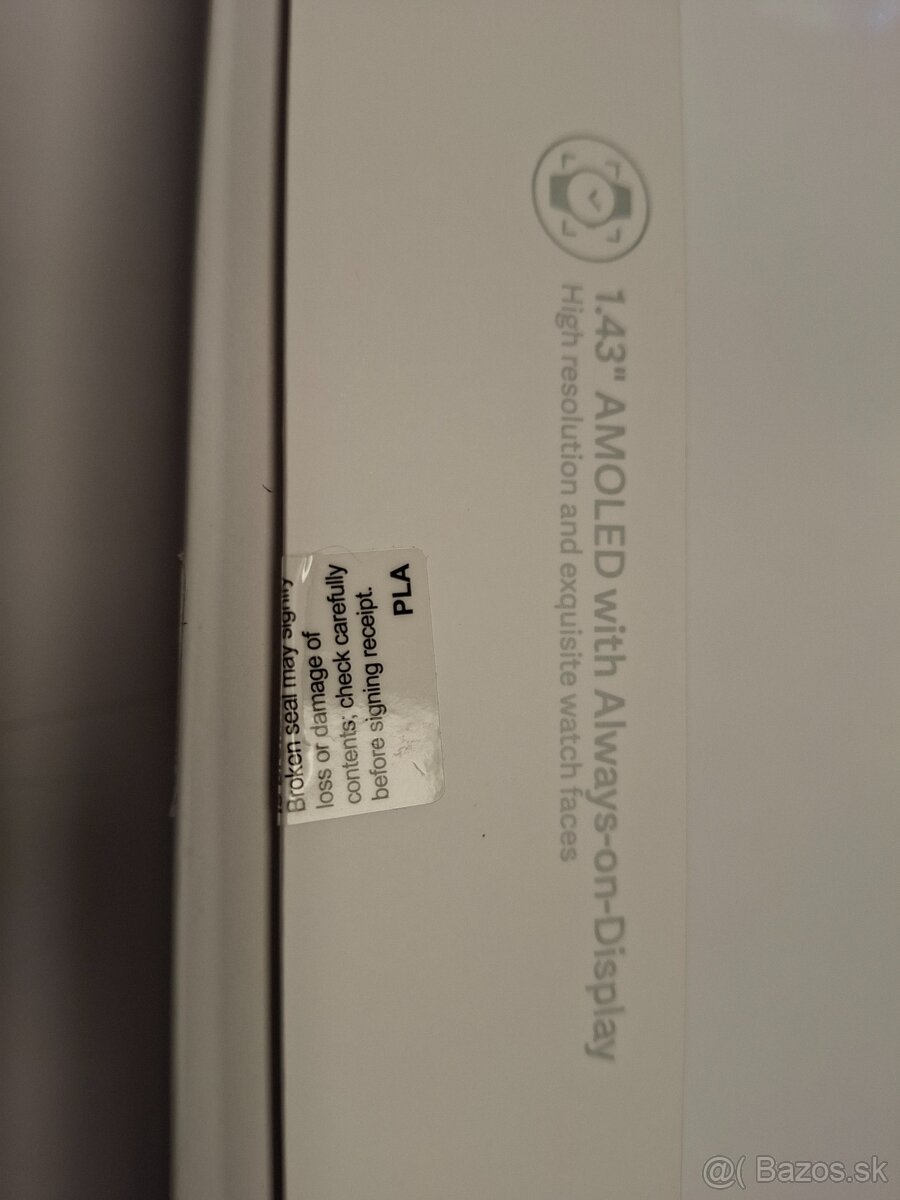 1.43" AMOLED with Always-on-Display
High resolution and exquisite watch faces
Broken seal may signify
loss or damage of
contents; check carefully
before signing receipt.
PLA
@( Bazos.sk